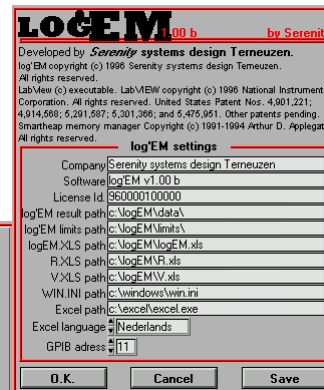 LOGEM 1.00 b by Serenit
Developed by Serenity systems design Terneuzen.
log'EM copyright (c) 1996 Serenity systems design Terneuzen.
All rights reserved.
LabView (c) executable. LabVIEW copyright (c) 1996 National Instrument
Corporation. All rights reserved. United States Patent Nos. 4,901,221;
4,914,568; 5,291,587; 5,301,366; and 5,475,951. Other patents pending.
Smartheap memory manager Copyright (c) 1991-1994 Arthur D. Applegat
All rights reserved.
log'EM settings
Company Serenity systems design Terneuzen
Software log'EM v1.00 b
License Id. 960000100000
log'EM result path c:\logEM\data\
log'EM limits path c:\logEM\limits\
logEM.XLS path c:\logEM\logEM.xls
R.XLS path c:\logEM\R.xls
V.XLS path c:\logEM\V.xls
WIN.INI path c:\windows\win.ini
Excel path c:\excel\excel.exe
Excel language Nederlands
GPIB adress 11
O.K. Cancel Save